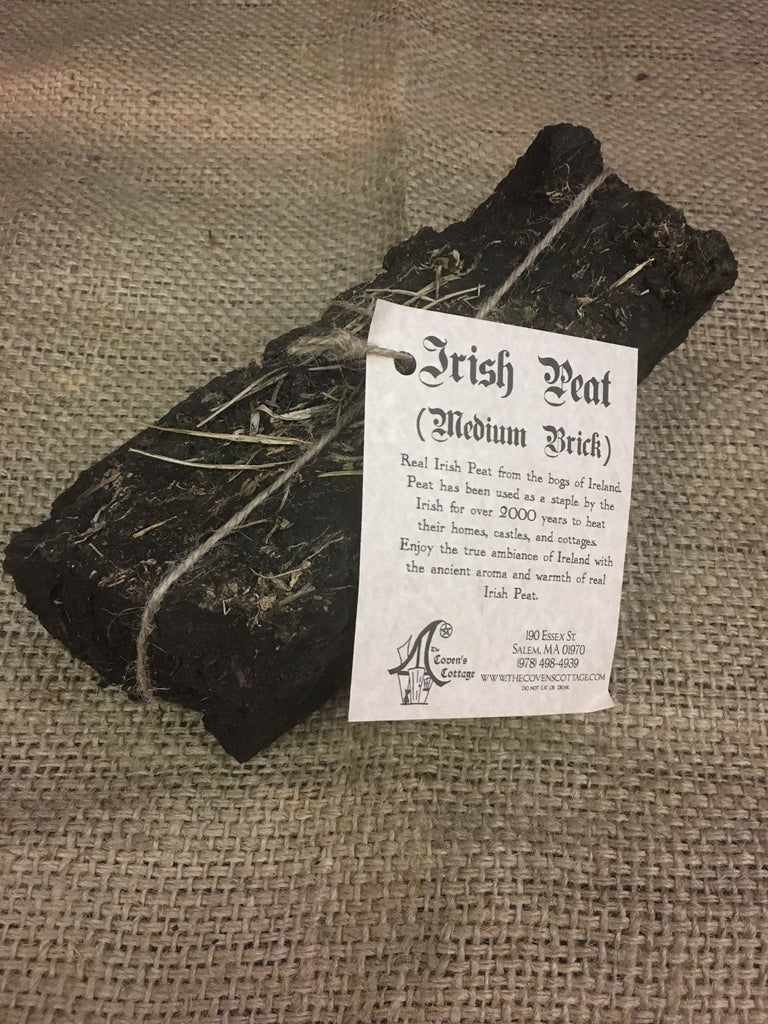 Irish Peat
(Medium Brick)
Real Irish Peat from the bogs of Ireland.
Peat has been used as a staple by the
Irish for over 2000 years to heat
their homes, castles, and cottages.
Enjoy the true ambiance of Ireland with
the ancient aroma and warmth of real
Irish Peat.
The
Coven's
Cottage
190 Essex St
Salem, MA 01970
(978) 498-4939
www.thecovenscottage.com
DO NOT EAT OR DRINK